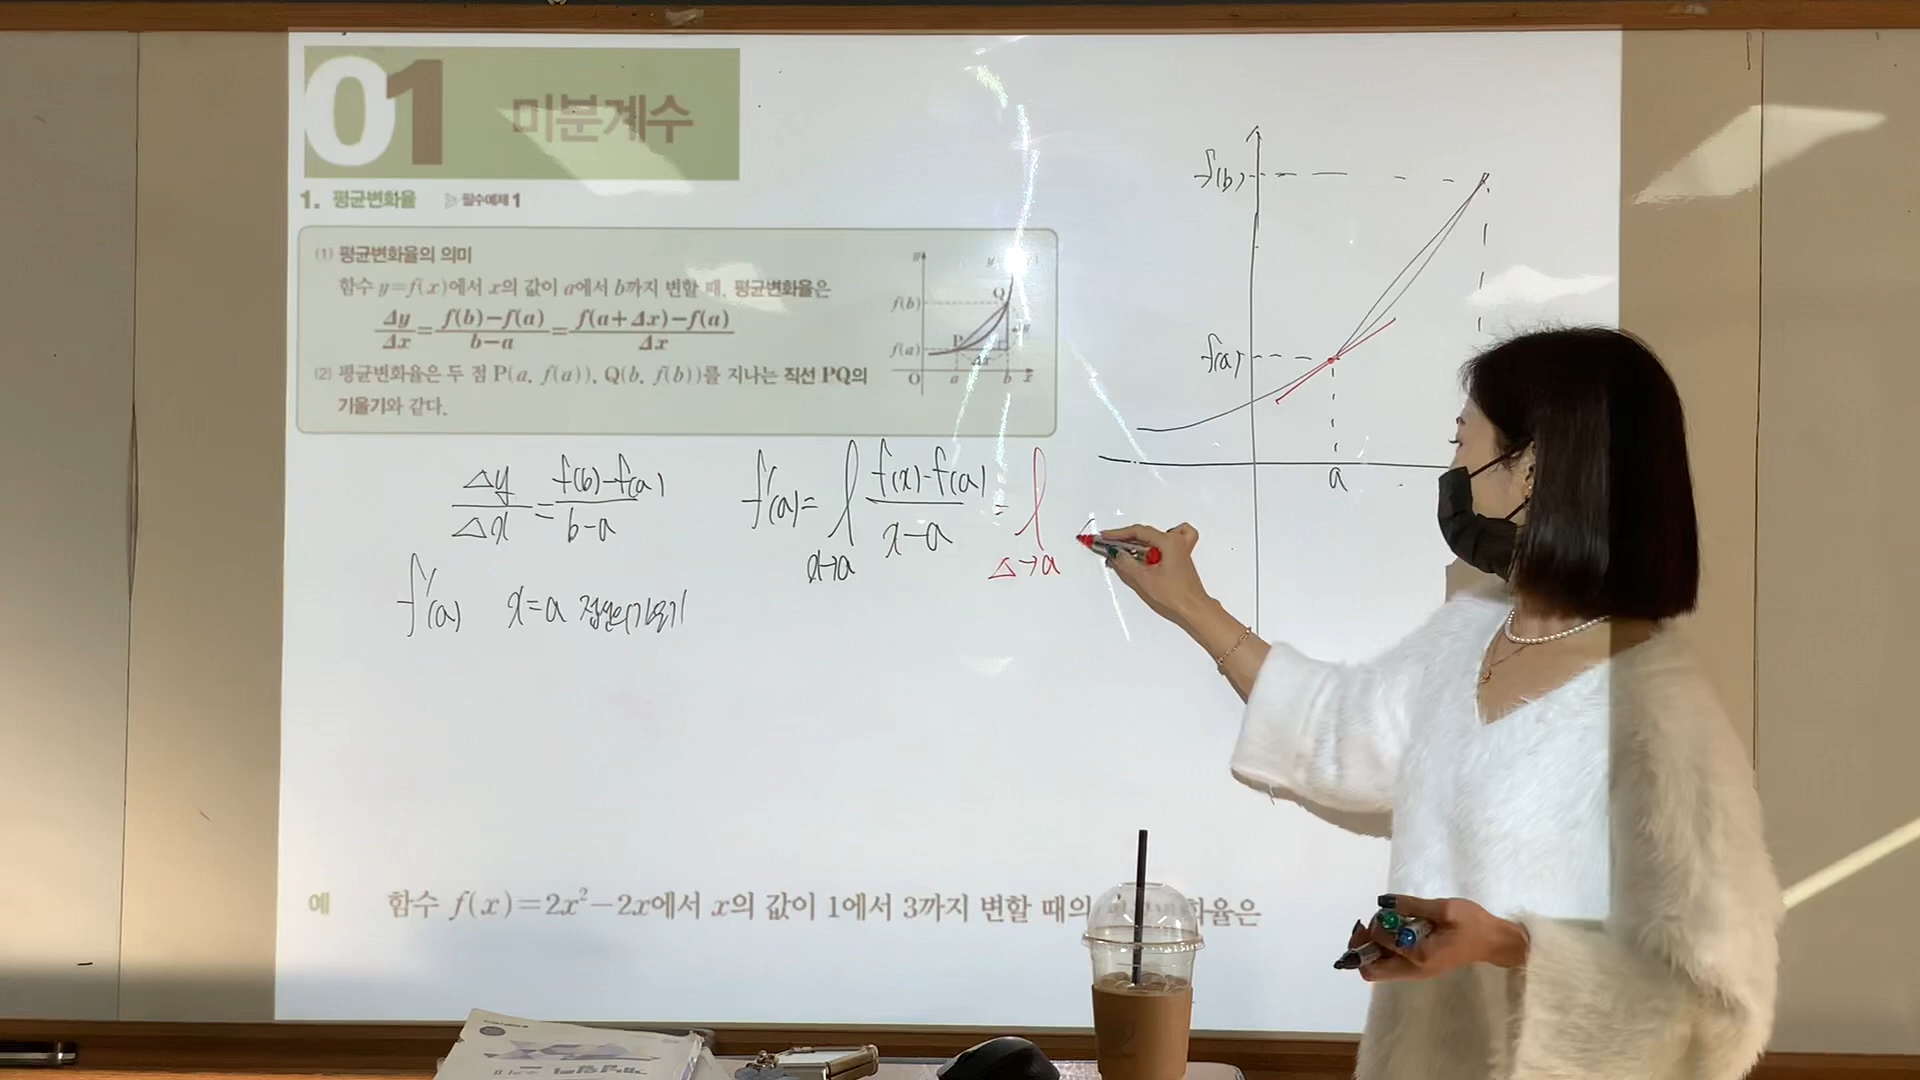 01 미분계수
1. 평균변화율 ▷ 필수예제 1
(1) 평균변화율의 의미
함수 y=f(x)에서 x의 값이 a에서 b까지 변할 때, 평균변화율은
Δy/Δx = f(b)-f(a)/b-a = f(a+Δx)-f(a)/Δx
(2) 평균변화율은 두 점 P(a, f(a)), Q(b, f(b))를 지나는 직선 PQ의
기울기와 같다.
y
f(b) Q
f(a) P
Δx
O a b x
f(b)
f(a)
a
Δy/Δx = f(b)-f(a)/b-a
f'(a)= l x→a f(x)-f(a)/x-a = l Δ→a
f'(a) x=a 접선의 기울기
예 함수 f(x)=2x²-2x에서 x의 값이 1에서 3까지 변할 때의